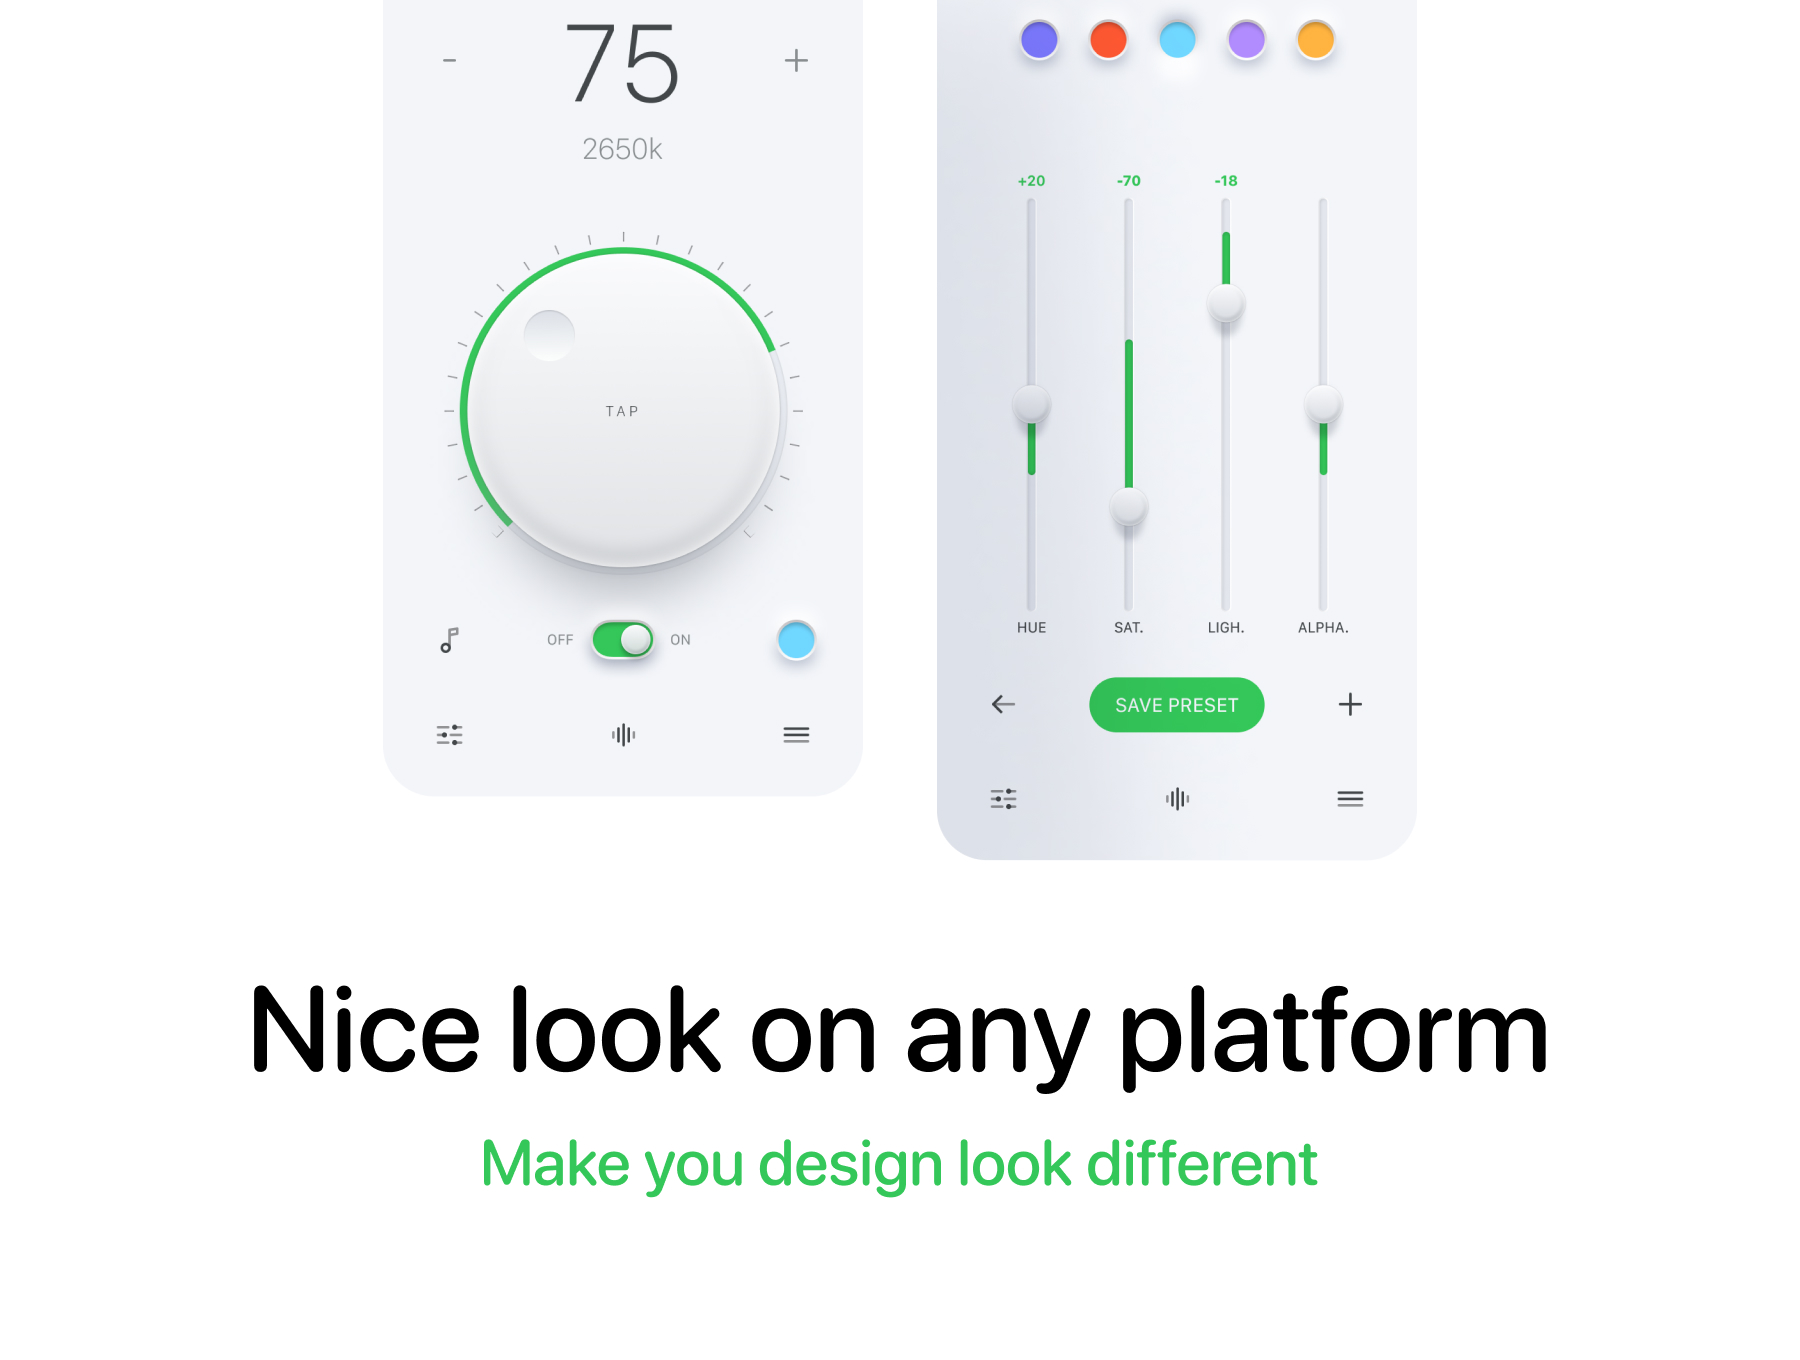 - 75 +
2650k
TAP
OFF ON
+20 -70 -18
HUE SAT. LIGH. ALPHA.
SAVE PRESET
Nice look on any platform
Make you design look different